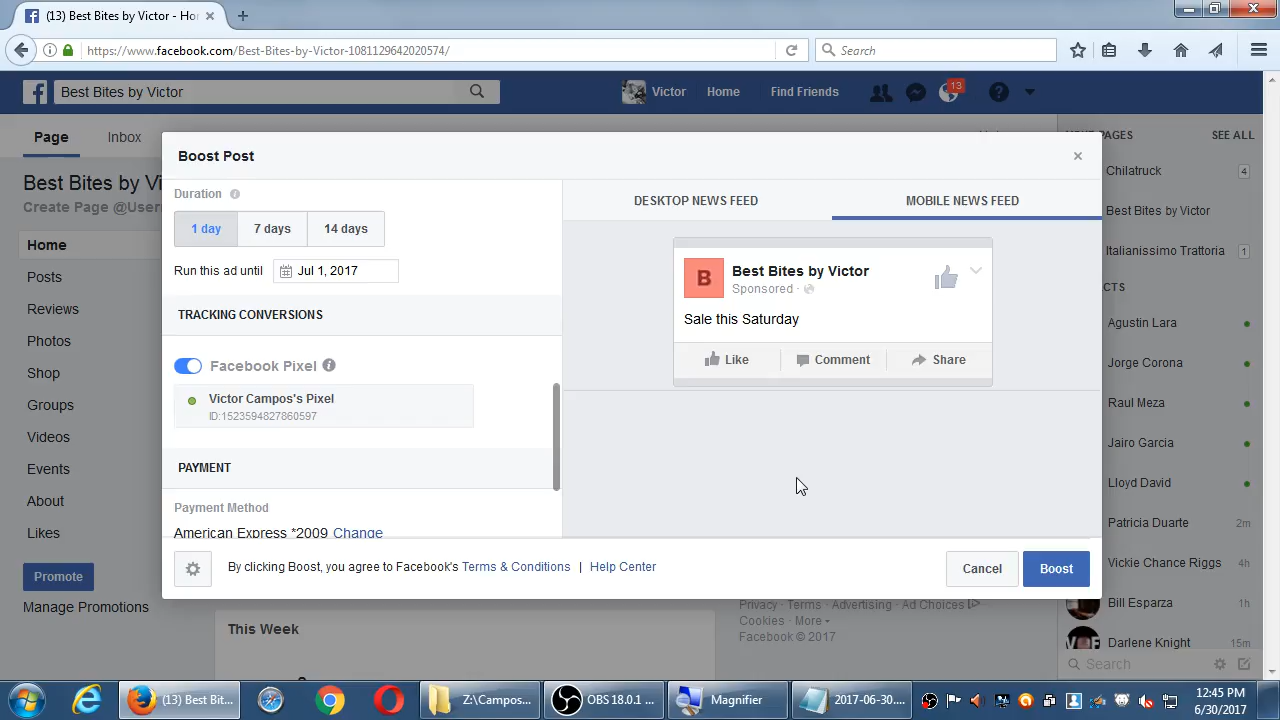 (13) Best Bites by Victor - Ho
https://www.facebook.com/Best-Bites-by-Victor-1081129642020574/
Search
Best Bites by Victor
Victor
Home
Find Friends
13
Page
Inbox
PAGES
SEE ALL
Boost Post
Best Bites by Vi
Create Page @User
Home
Posts
Reviews
Photos
Shop
Groups
Videos
Events
About
Likes
Promote
Manage Promotions
Duration
1 day
7 days
14 days
Run this ad until
Jul 1, 2017
TRACKING CONVERSIONS
Facebook Pixel
Victor Campos's Pixel
ID:1523594827860597
PAYMENT
Payment Method
American Express *2009 Change
DESKTOP NEWS FEED
MOBILE NEWS FEED
B
Best Bites by Victor
Sponsored ·
Sale this Saturday
Like
Comment
Share
By clicking Boost, you agree to Facebook's Terms & Conditions | Help Center
Cancel
Boost
Chilatruck
4
Best Bites by Victor
Italianissimo Trattoria
1
CTS
Agustin Lara
Jorge Corona
Raul Meza
Jairo Garcia
Lloyd David
Patricia Duarte
2m
Vickie Chance Riggs
4h
Bill Esparza
1h
Darlene Knight
15m
Search
This Week
Privacy · Terms · Advertising · Ad Choices
Cookies · More
Facebook © 2017
(13) Best Bit...
Z:\Campos...
OBS 18.0.1 ...
Magnifier
2017-06-30....
12:45 PM
6/30/2017